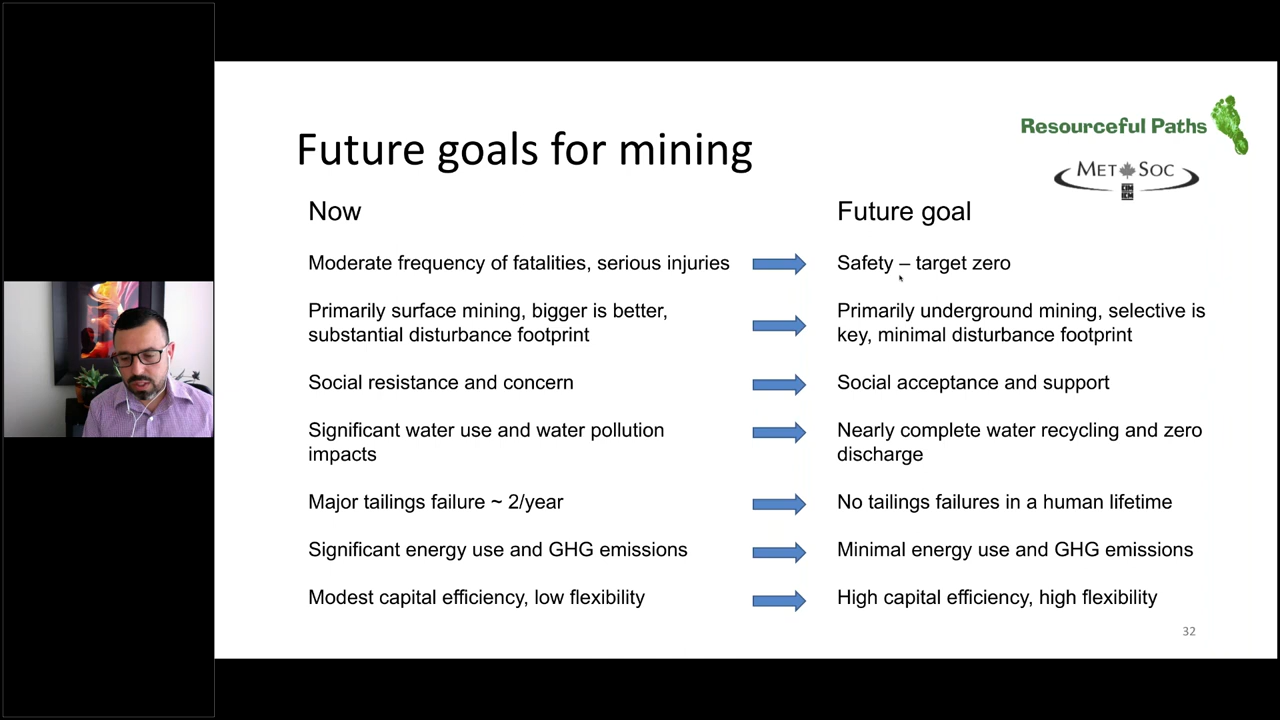 Resourceful Paths
MET SOC
CIM
ICM
Future goals for mining
Now
Future goal
Moderate frequency of fatalities, serious injuries
Safety – target zero
Primarily surface mining, bigger is better,
substantial disturbance footprint
Primarily underground mining, selective is
key, minimal disturbance footprint
Social resistance and concern
Social acceptance and support
Significant water use and water pollution
impacts
Nearly complete water recycling and zero
discharge
Major tailings failure ~ 2/year
No tailings failures in a human lifetime
Significant energy use and GHG emissions
Minimal energy use and GHG emissions
Modest capital efficiency, low flexibility
High capital efficiency, high flexibility
32